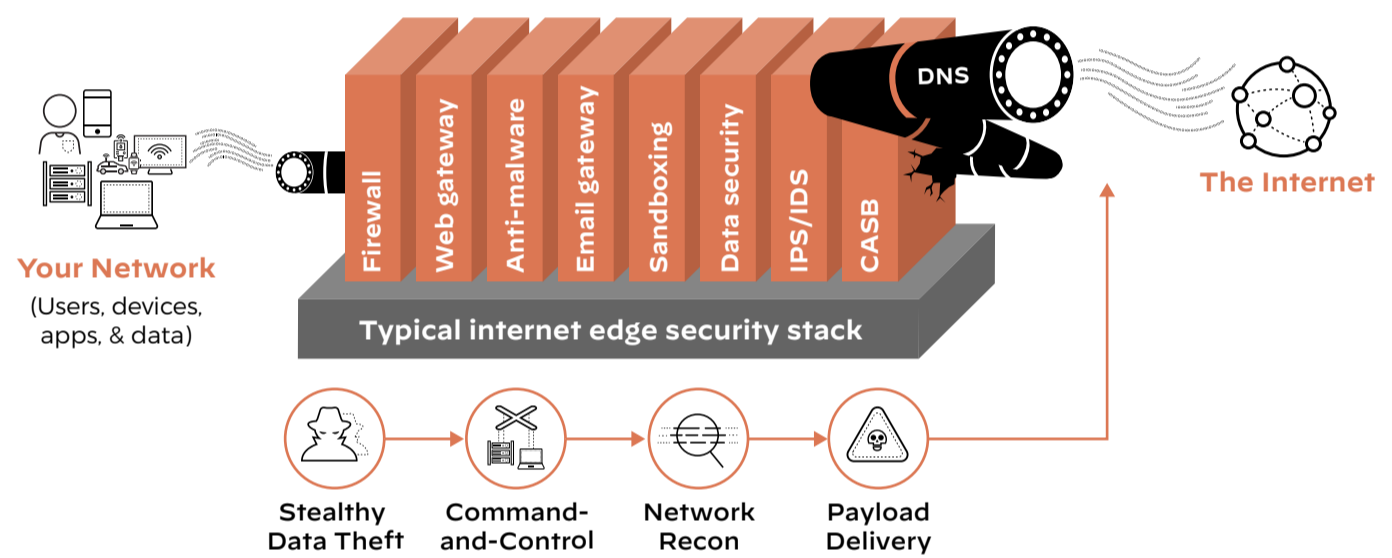 DNS
Firewall
Web gateway
Anti-malware
Email gateway
Sandboxing
Data security
IPS/IDS
CASB
The Internet
Your Network
(Users, devices,
apps, & data)
Typical internet edge security stack
Stealthy
Data Theft
Command-
and-Control
Network
Recon
Payload
Delivery